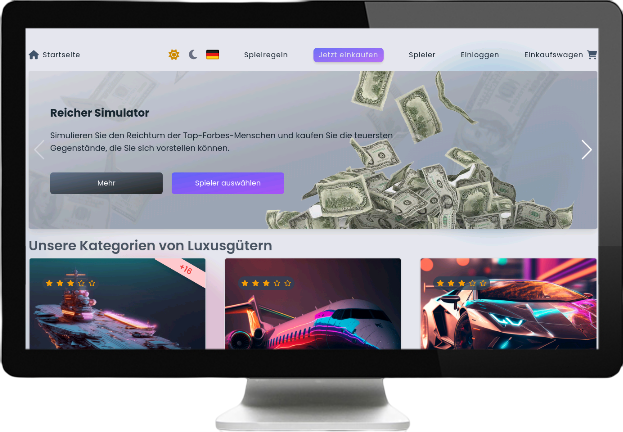 Startseite
Spielregeln
Jetzt einkaufen
Spieler
Einloggen
Einkaufswagen
Reicher Simulator
Simulieren Sie den Reichtum der Top-Forbes-Menschen und kaufen Sie die teuersten
Gegenstände, die Sie sich vorstellen können.
Mehr
Spieler auswählen
Unsere Kategorien von Luxusgütern
+16